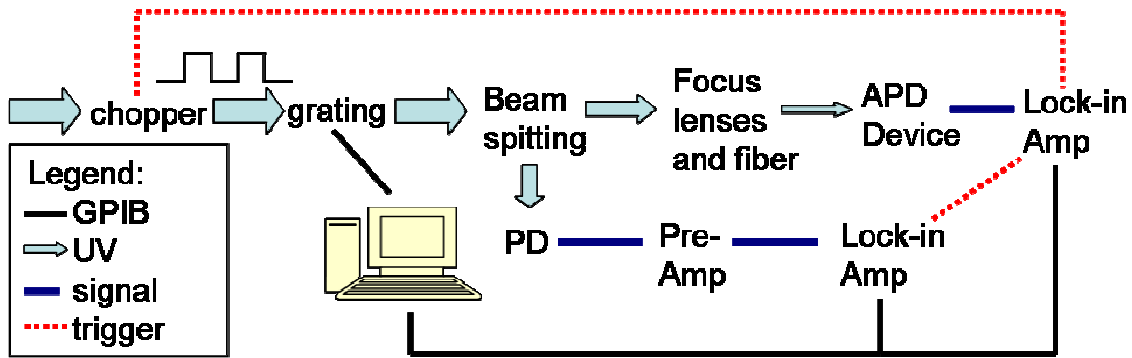 chopper
grating
Beam
spitting
Focus
lenses
and fiber
APD
Device
Lock-in
Amp
Legend:
GPIB
UV
signal
trigger
PD
Pre-
Amp
Lock-in
Amp